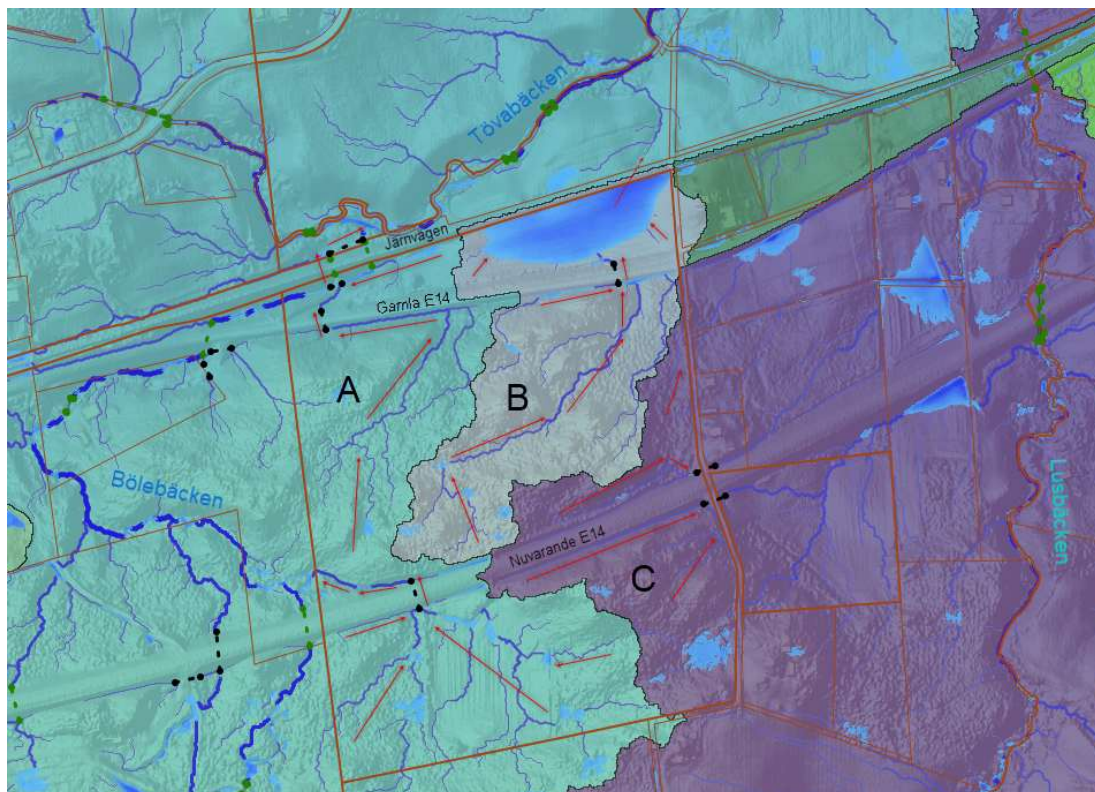 Tövabäcken
Järnvägen
Gamla E14
A
B
Bölebäcken
Nuvarande E14
C
Lusbäcken